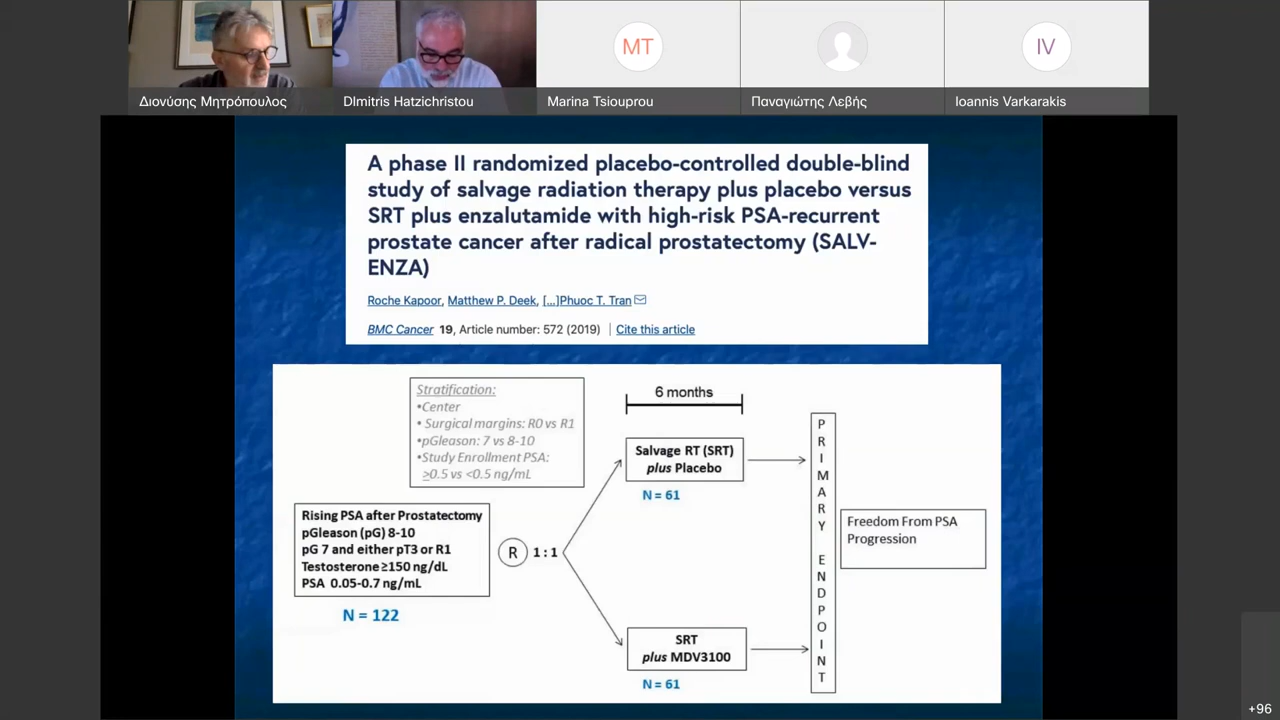 MT
IV
Διονύσης Μητρόπουλος
DImitris Hatzichristou
Marina Tsiouprou
Παναγιώτης Λεβής
Ioannis Varkarakis
A phase II randomized placebo-controlled double-blind
study of salvage radiation therapy plus placebo versus
SRT plus enzalutamide with high-risk PSA-recurrent
prostate cancer after radical prostatectomy (SALV-
ENZA)
Roche Kapoor, Matthew P. Deek, [...]Phuoc T. Tran
BMC Cancer 19, Article number: 572 (2019) | Cite this article
Stratification:
•Center
• Surgical margins: R0 vs R1
•pGleason: 7 vs 8-10
•Study Enrollment PSA:
≥0.5 vs <0.5 ng/mL
6 months
Salvage RT (SRT)
plus Placebo
N = 61
Rising PSA after Prostatectomy
pGleason (pG) 8-10
pG 7 and either pT3 or R1
Testosterone ≥150 ng/dL
PSA 0.05-0.7 ng/mL
N = 122
R 1 : 1
SRT
plus MDV3100
N = 61
PRIMARY ENDPOINT
Freedom From PSA
Progression
+96